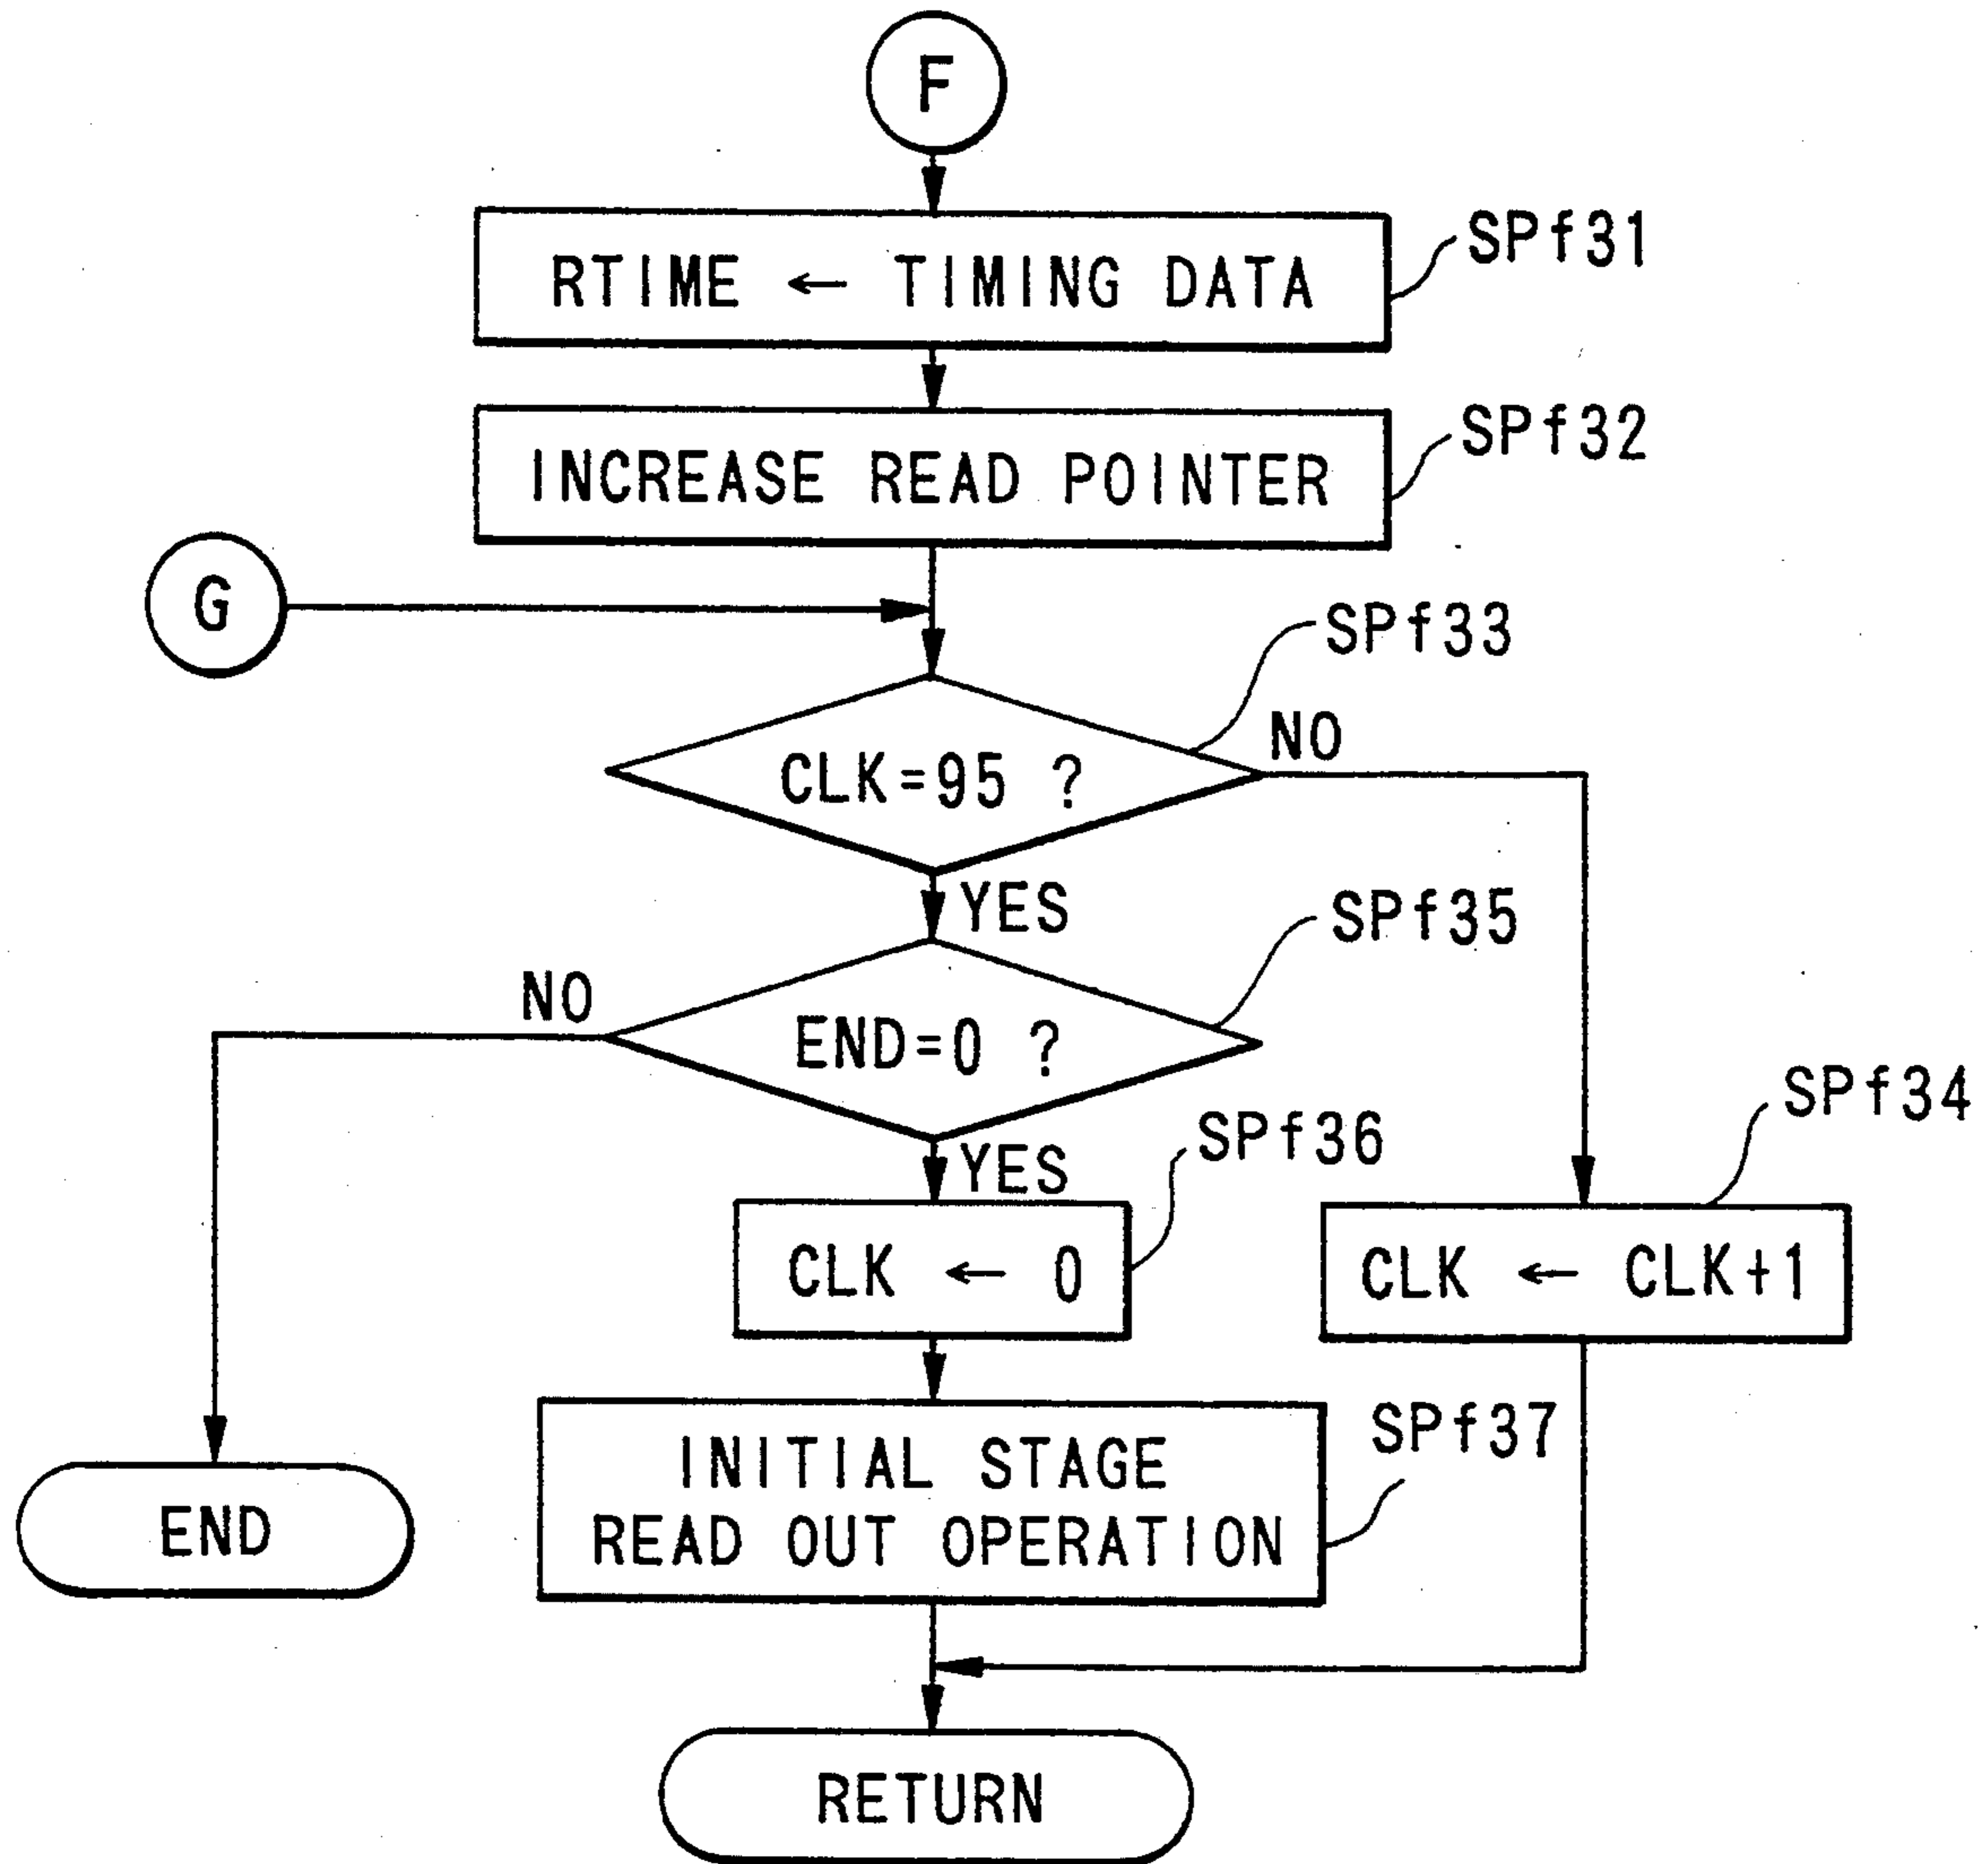 F
RTIME ← TIMING DATA
SPf31
INCREASE READ POINTER
SPf32
G
SPf33
CLK=95 ?
NO
YES
SPf35
NO
END=0 ?
YES
SPf36
SPf34
CLK ← 0
CLK ← CLK+1
INITIAL STAGE
READ OUT OPERATION
SPf37
END
RETURN